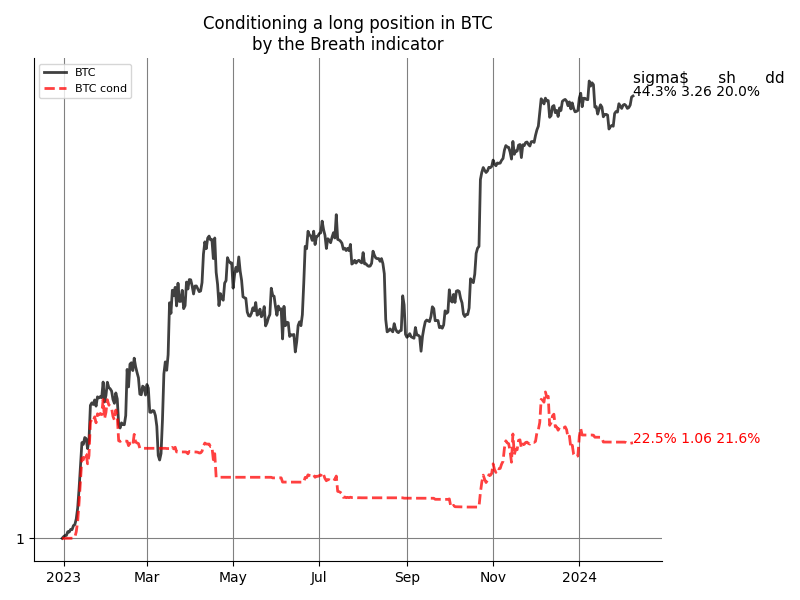 Conditioning a long position in BTC
by the Breath indicator
BTC
BTC cond
sigma$ sh dd
44.3% 3.26 20.0%
22.5% 1.06 21.6%
1
2023 Mar May Jul Sep Nov 2024